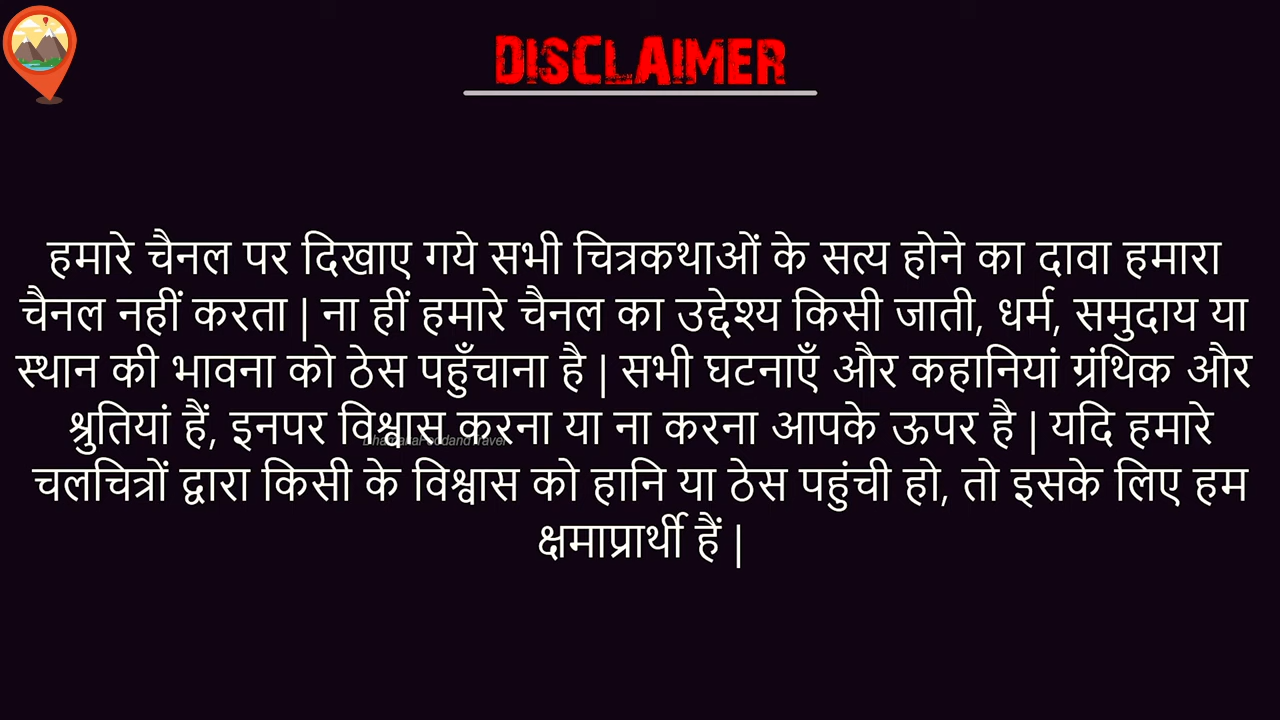 DISCLAIMER
हमारे चैनल पर दिखाए गये सभी चित्रकथाओं के सत्य होने का दावा हमारा
चैनल नहीं करता | ना हीं हमारे चैनल का उद्देश्य किसी जाती, धर्म, समुदाय या
स्थान की भावना को ठेस पहुँचाना है | सभी घटनाएँ और कहानियां ग्रंथिक और
श्रुतियां हैं, इनपर विश्वास करना या ना करना आपके ऊपर है | यदि हमारे
चलचित्रों द्वारा किसी के विश्वास को हानि या ठेस पहुंची हो, तो इसके लिए हम
क्षमाप्रार्थी हैं |